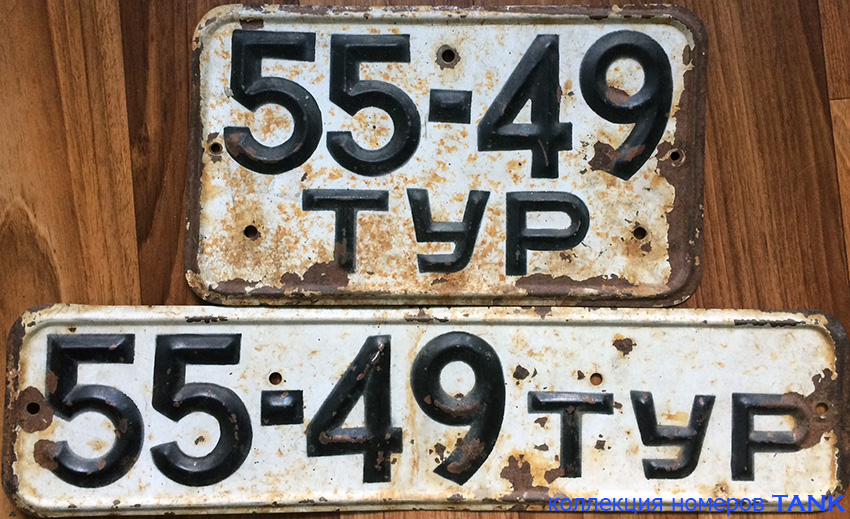 55-49
ТУР
55-49 ТУР
коллекция номеров TANK